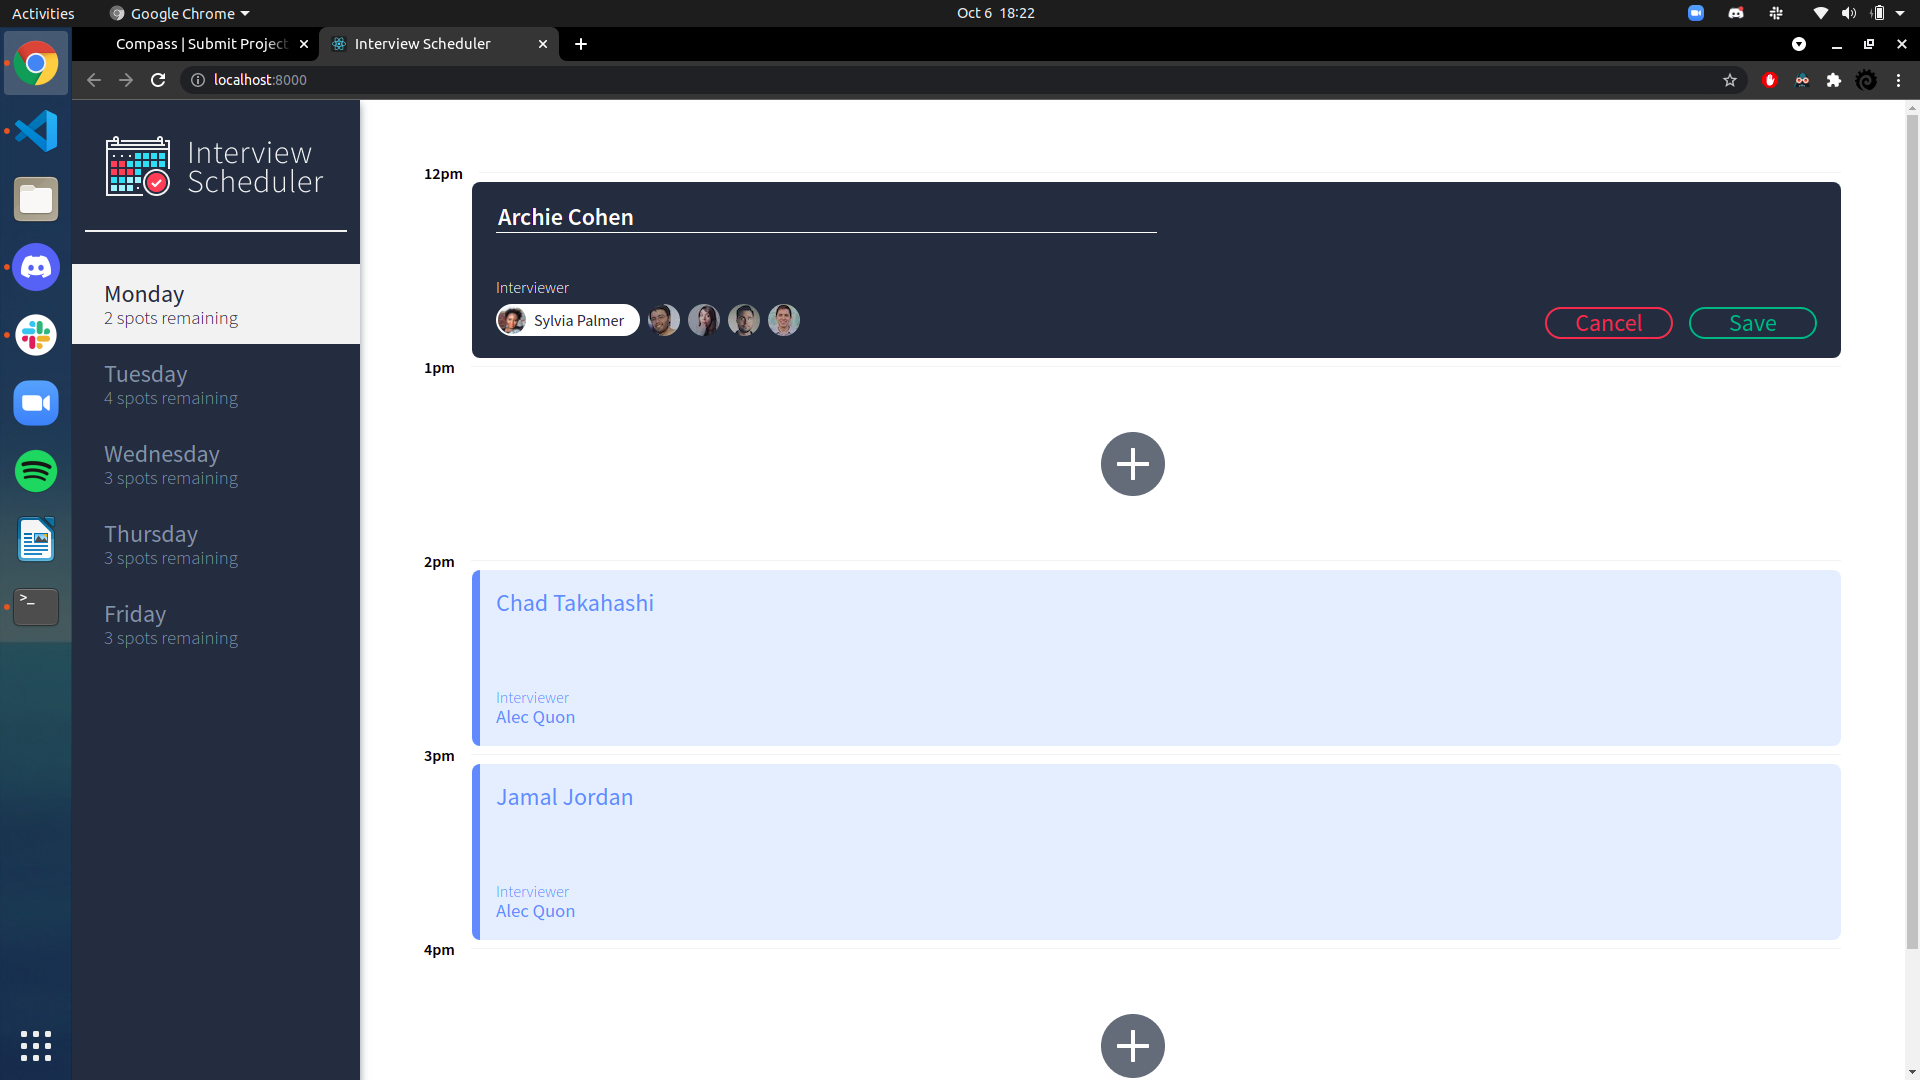 Activities
Google Chrome
Oct 6 18:22
Compass | Submit Project
Interview Scheduler
localhost:8000
Interview
Scheduler
Monday
2 spots remaining
Tuesday
4 spots remaining
Wednesday
3 spots remaining
Thursday
3 spots remaining
Friday
3 spots remaining
12pm
Archie Cohen
Interviewer
Sylvia Palmer
Cancel
Save
1pm
2pm
Chad Takahashi
Interviewer
Alec Quon
3pm
Jamal Jordan
Interviewer
Alec Quon
4pm